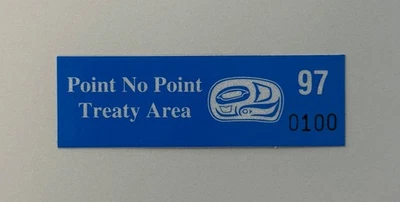 Point No Point
Treaty Area
97
0100